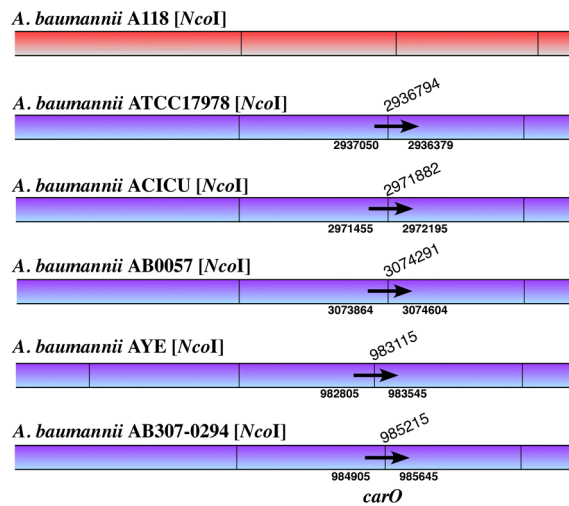 A. baumannii A118 [NcoI]
A. baumannii ATCC17978 [NcoI]
2936794
2937050 2936379
A. baumannii ACICU [NcoI]
2971882
2971455 2972195
A. baumannii AB0057 [NcoI]
3074291
3073864 3074604
A. baumannii AYE [NcoI]
983115
982805 983545
A. baumannii AB307-0294 [NcoI]
985215
984905 985645
carO